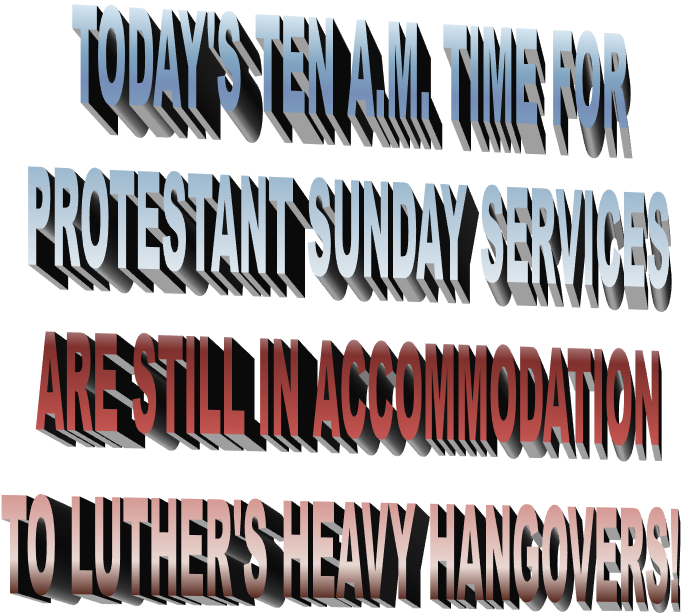 TODAY'S TEN A.M. TIME FOR
PROTESTANT SUNDAY SERVICES
ARE STILL IN ACCOMMODATION
TO LUTHER'S HEAVY HANGOVERS!